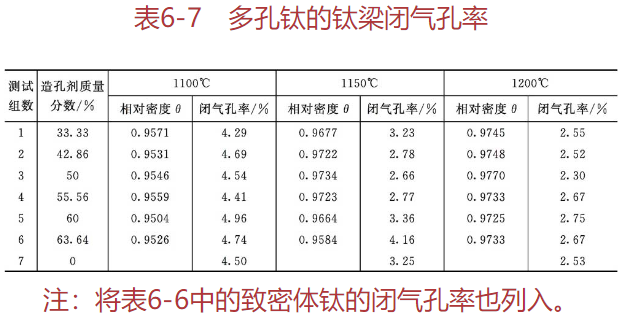 表6-7 多孔钛的钛梁闭气孔率
测试组数 造孔剂质量分数/% 1100℃ 1150℃ 1200℃
相对密度θ 闭气孔率/% 相对密度θ 闭气孔率/% 相对密度θ 闭气孔率/%
1 33.33 0.9571 4.29 0.9677 3.23 0.9745 2.55
2 42.86 0.9531 4.69 0.9722 2.78 0.9748 2.52
3 50 0.9546 4.54 0.9734 2.66 0.9770 2.30
4 55.56 0.9559 4.41 0.9723 2.77 0.9733 2.67
5 60 0.9504 4.96 0.9664 3.36 0.9725 2.75
6 63.64 0.9526 4.74 0.9584 4.16 0.9733 2.67
7 0 4.50 3.25 2.53
注：将表6-6中的致密体钛的闭气孔率也列入。